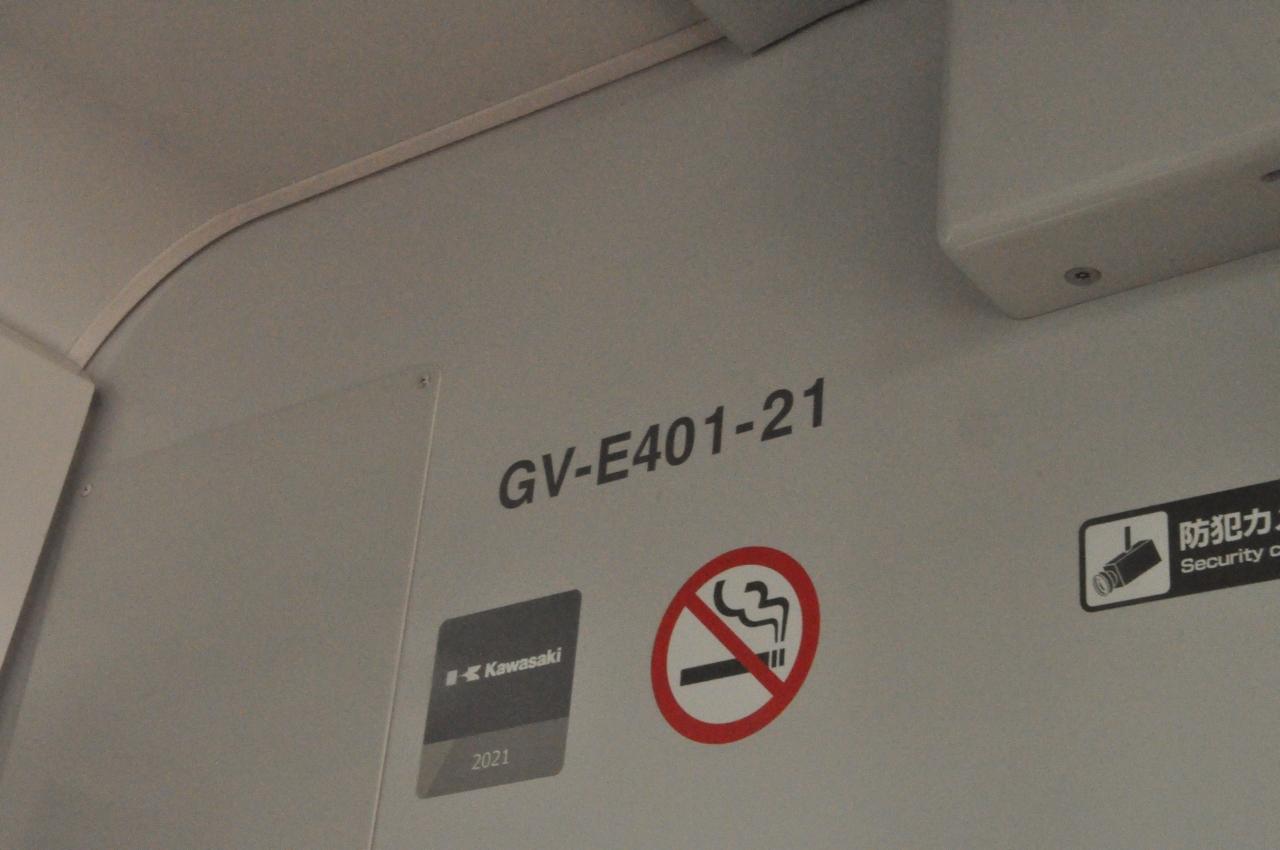 GV-E401-21
Kawasaki
2021
防犯カ
Security